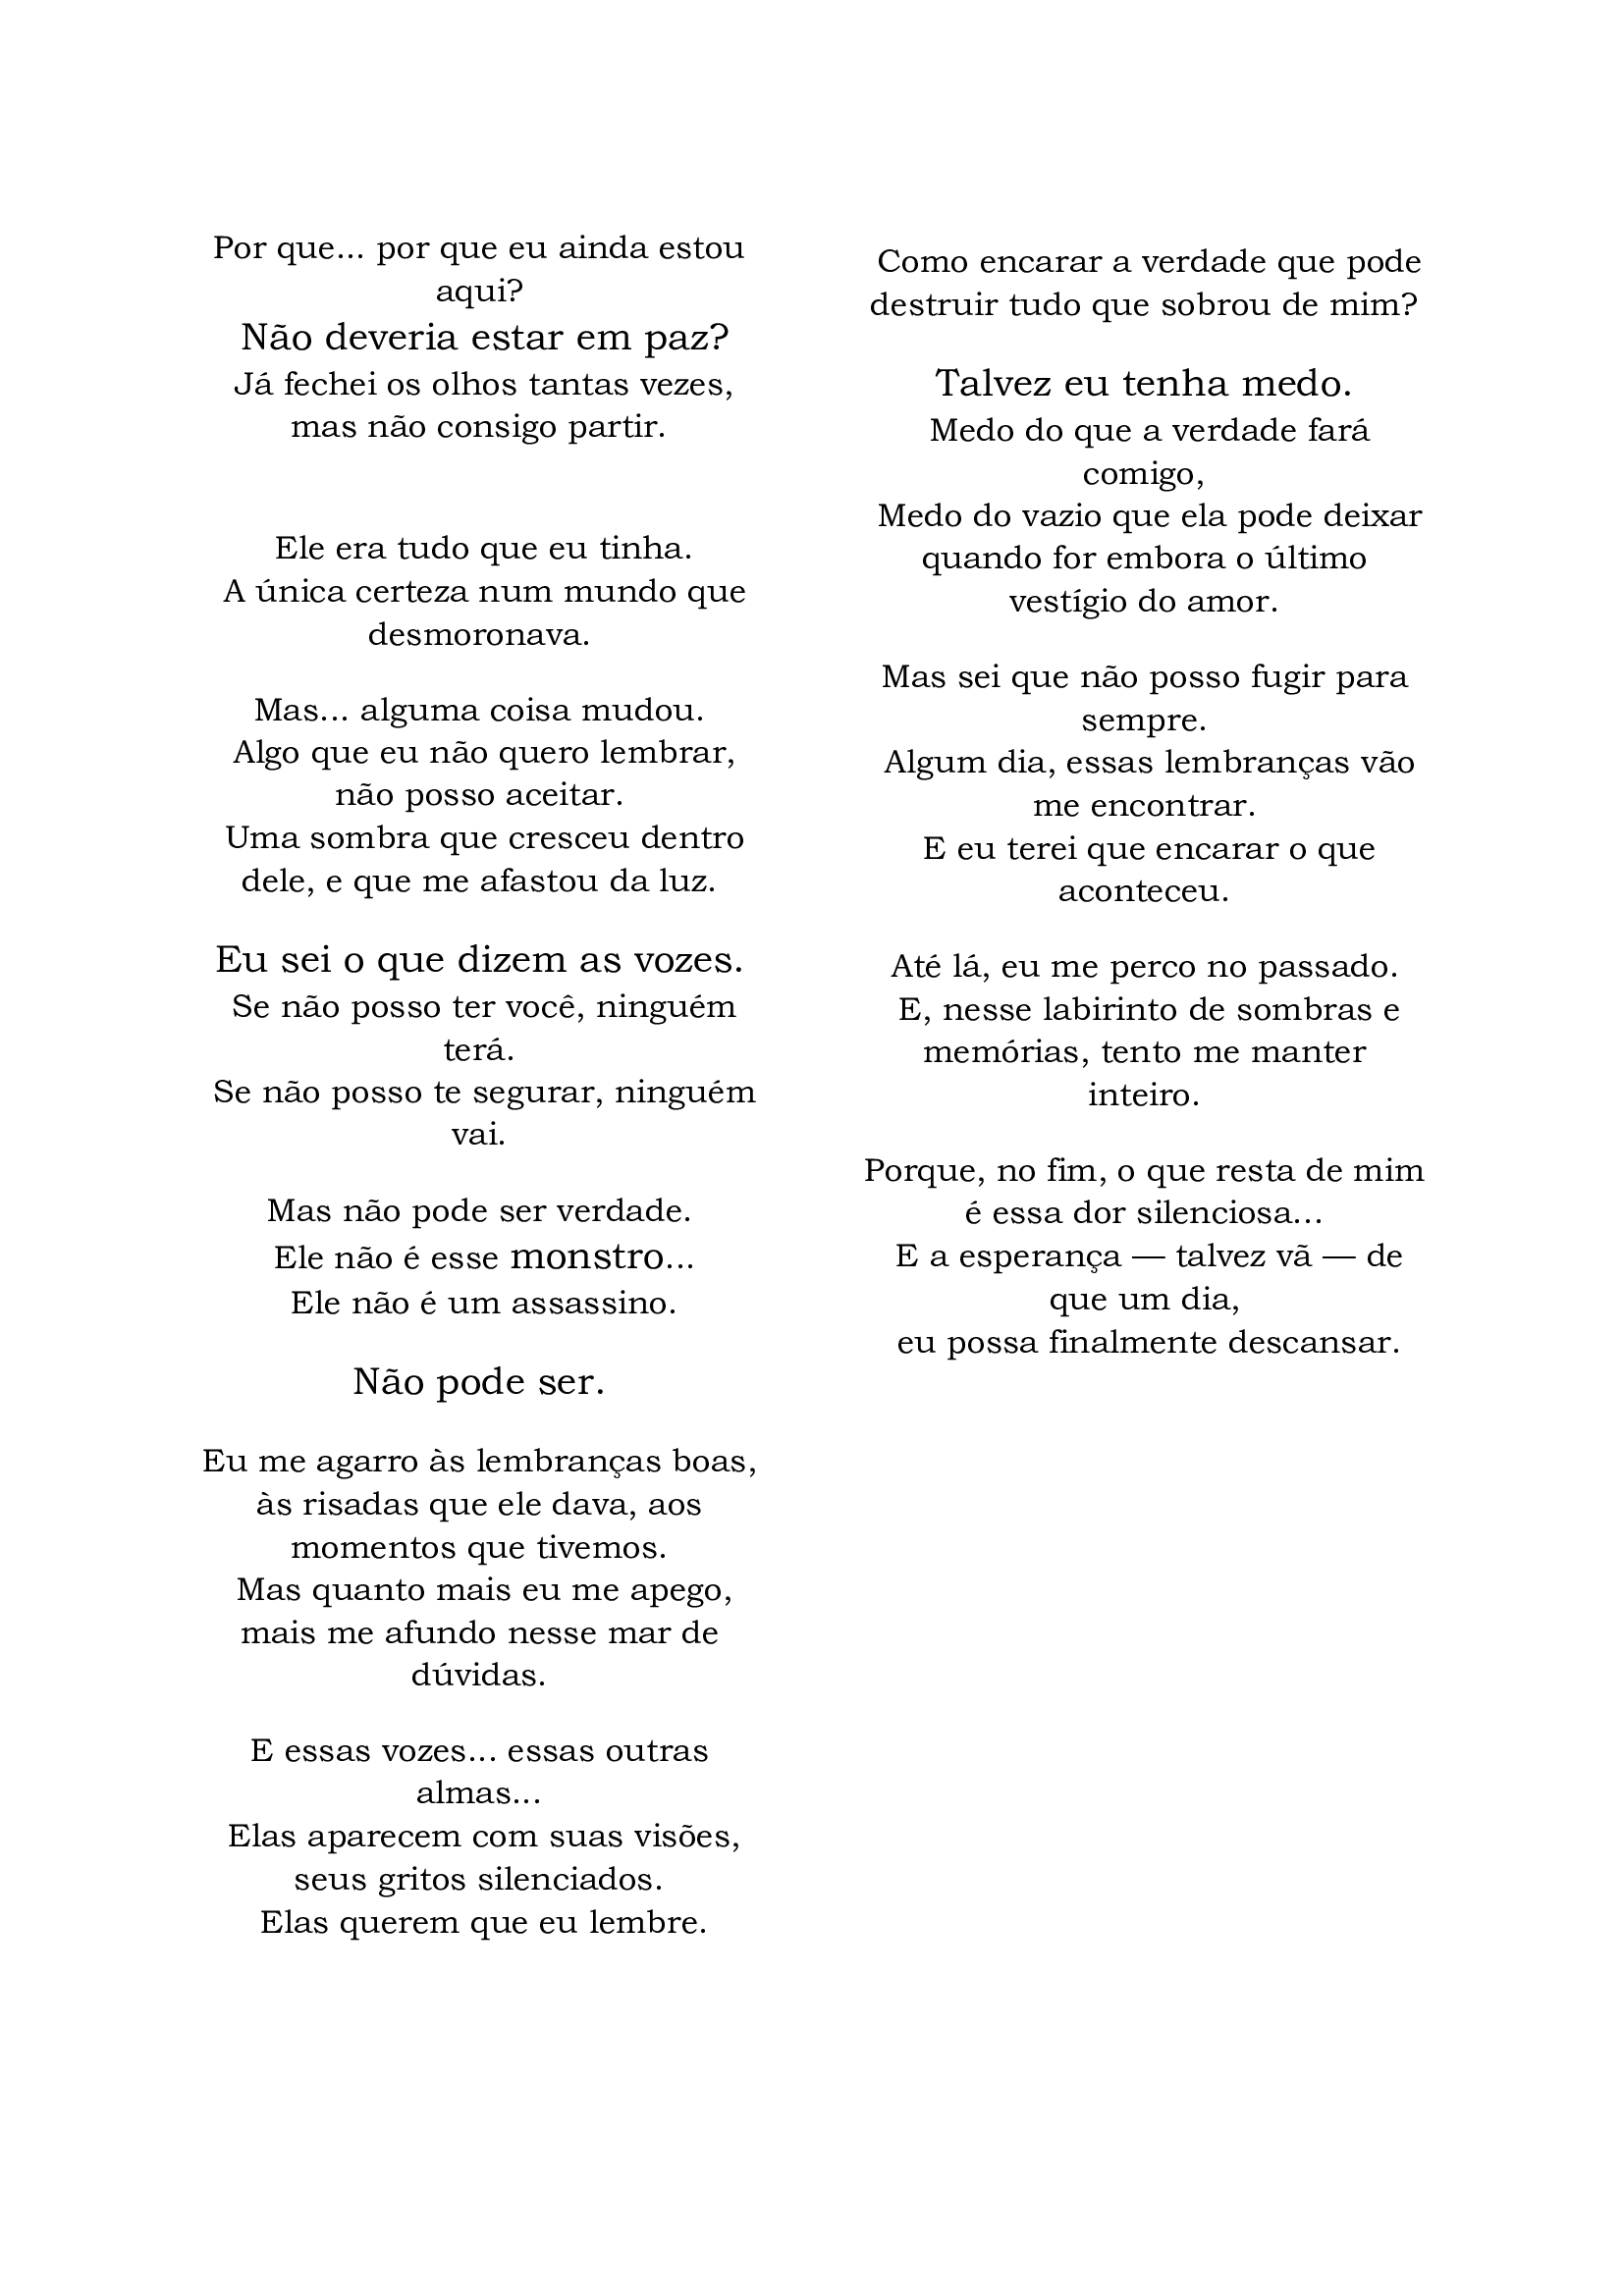 Por que... por que eu ainda estou
aqui?
Não deveria estar em paz?
Já fechei os olhos tantas vezes,
mas não consigo partir.
Ele era tudo que eu tinha.
A única certeza num mundo que
desmoronava.
Mas... alguma coisa mudou.
Algo que eu não quero lembrar,
não posso aceitar.
Uma sombra que cresceu dentro
dele, e que me afastou da luz.
Eu sei o que dizem as vozes.
Se não posso ter você, ninguém
terá.
Se não posso te segurar, ninguém
vai.
Mas não pode ser verdade.
Ele não é esse monstro...
Ele não é um assassino.
Não pode ser.
Eu me agarro às lembranças boas,
às risadas que ele dava, aos
momentos que tivemos.
Mas quanto mais eu me apego,
mais me afundo nesse mar de
dúvidas.
E essas vozes... essas outras
almas...
Elas aparecem com suas visões,
seus gritos silenciados.
Elas querem que eu lembre.
Como encarar a verdade que pode
destruir tudo que sobrou de mim?
Talvez eu tenha medo.
Medo do que a verdade fará
comigo,
Medo do vazio que ela pode deixar
quando for embora o último
vestígio do amor.
Mas sei que não posso fugir para
sempre.
Algum dia, essas lembranças vão
me encontrar.
E eu terei que encarar o que
aconteceu.
Até lá, eu me perco no passado.
E, nesse labirinto de sombras e
memórias, tento me manter
inteiro.
Porque, no fim, o que resta de mim
é essa dor silenciosa...
E a esperança — talvez vã — de
que um dia,
eu possa finalmente descansar.